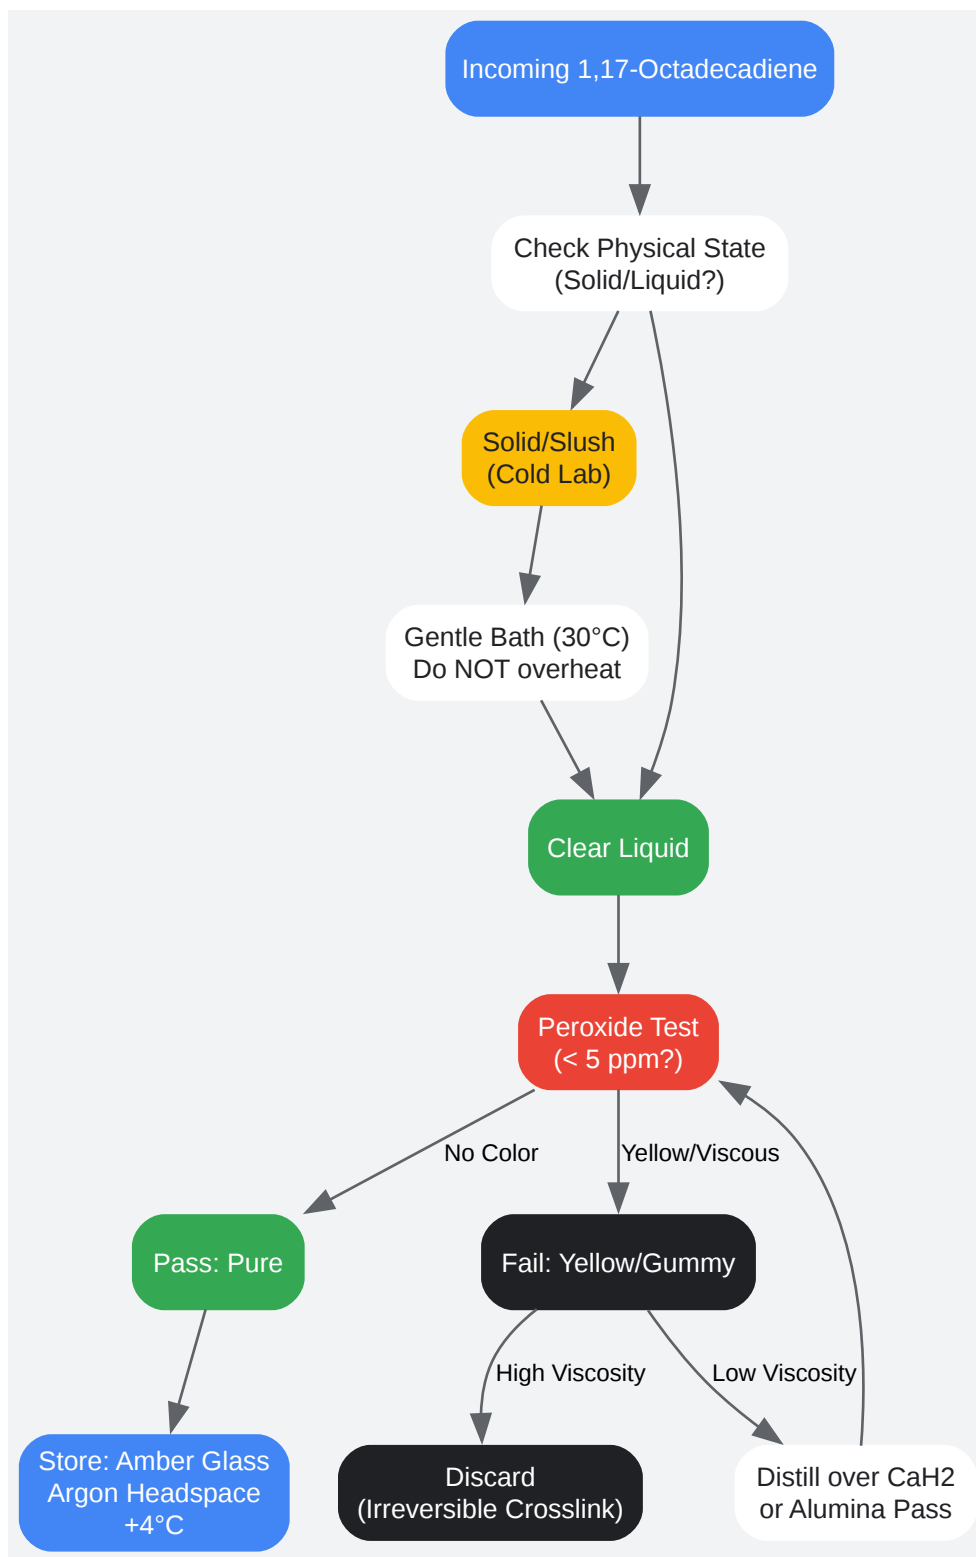 Incoming 1,17-Octadecadiene
Check Physical State
(Solid/Liquid?)
Solid/Slush
(Cold Lab)
Gentle Bath (30°C)
Do NOT overheat
Clear Liquid
Peroxide Test
(< 5 ppm?)
No Color
Yellow/Viscous
Pass: Pure
Fail: Yellow/Gummy
High Viscosity
Low Viscosity
Store: Amber Glass
Argon Headspace
+4°C
Discard
(Irreversible Crosslink)
Distill over CaH2
or Alumina Pass